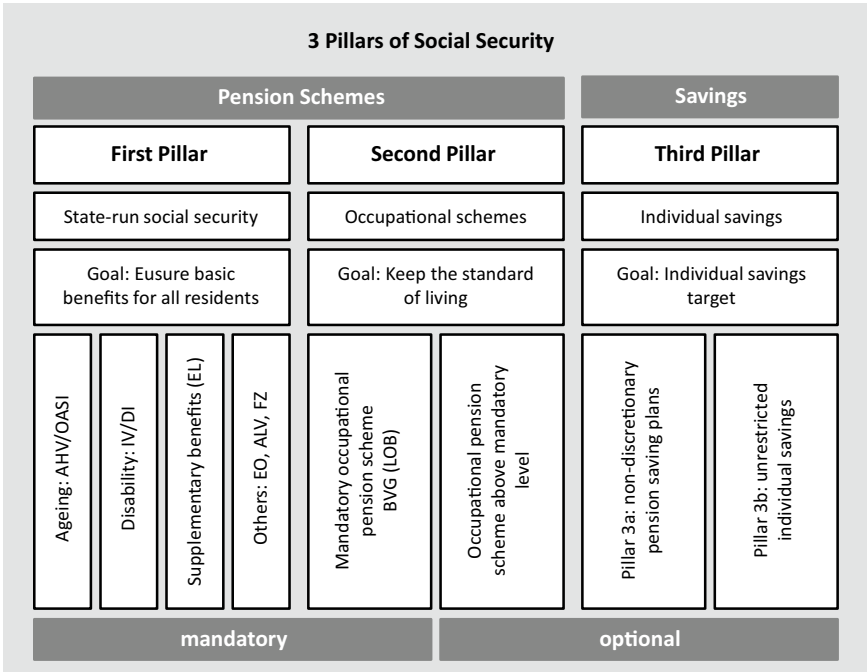 3 Pillars of Social Security
Pension Schemes
Savings
First Pillar
Second Pillar
Third Pillar
State-run social security
Occupational schemes
Individual savings
Goal: Eusure basic
benefits for all residents
Goal: Keep the standard
of living
Goal: Individual savings
target
Ageing: AHV/OASI
Disability: IV/DI
Supplementary benefits (EL)
Others: EO, ALV, FZ
Mandatory occupational
pension scheme
BVG (LOB)
Occupational pension
scheme above mandatory
level
Pillar 3a: non-discretionary
pension saving plans
Pillar 3b: unrestricted
individual savings
mandatory
optional